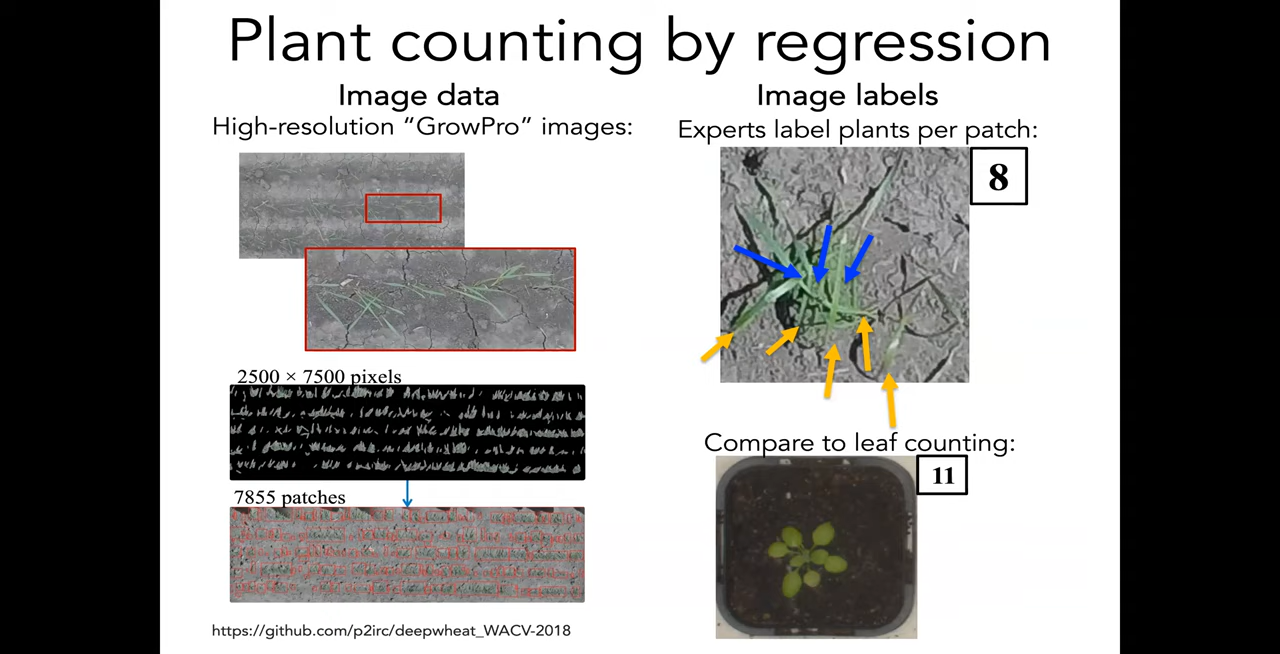 Plant counting by regression
Image data
High-resolution “GrowPro” images:
2500 × 7500 pixels
7855 patches
https://github.com/p2irc/deepwheat_WACV-2018
Image labels
Experts label plants per patch:
8
Compare to leaf counting:
11